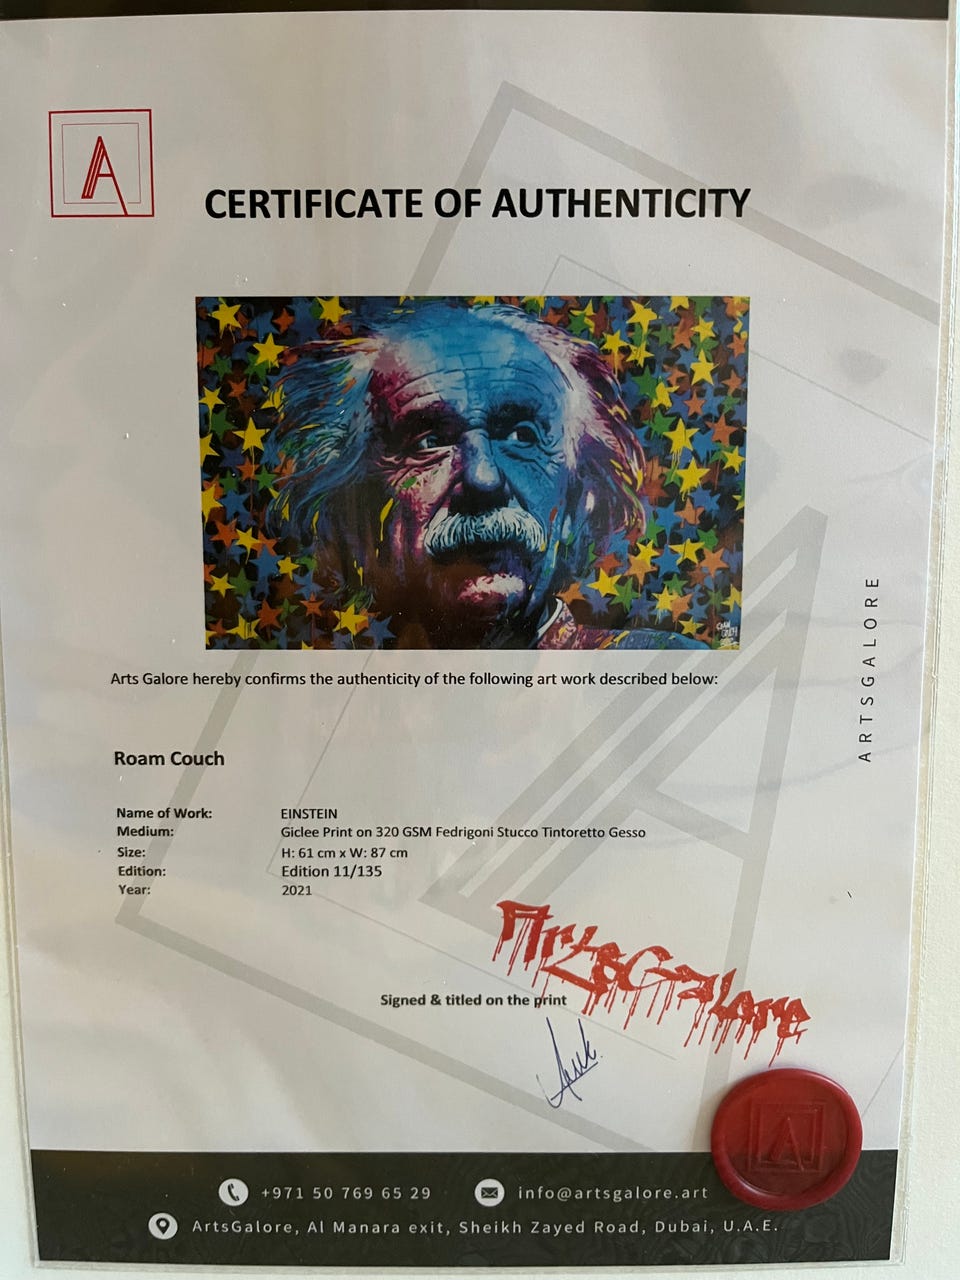 A
CERTIFICATE OF AUTHENTICITY
Arts Galore hereby confirms the authenticity of the following art work described below:
ARTSGALORE
Roam Couch
Name of Work: EINSTEIN
Medium: Giclee Print on 320 GSM Fedrigoni Stucco Tintoretto Gesso
Size: H: 61 cm x W: 87 cm
Edition: Edition 11/135
Year: 2021
ArtsGalore
Signed & titled on the print
A
+971 50 769 65 29 info@artsgalore.art
ArtsGalore, Al Manara exit, Sheikh Zayed Road, Dubai, U.A.E.